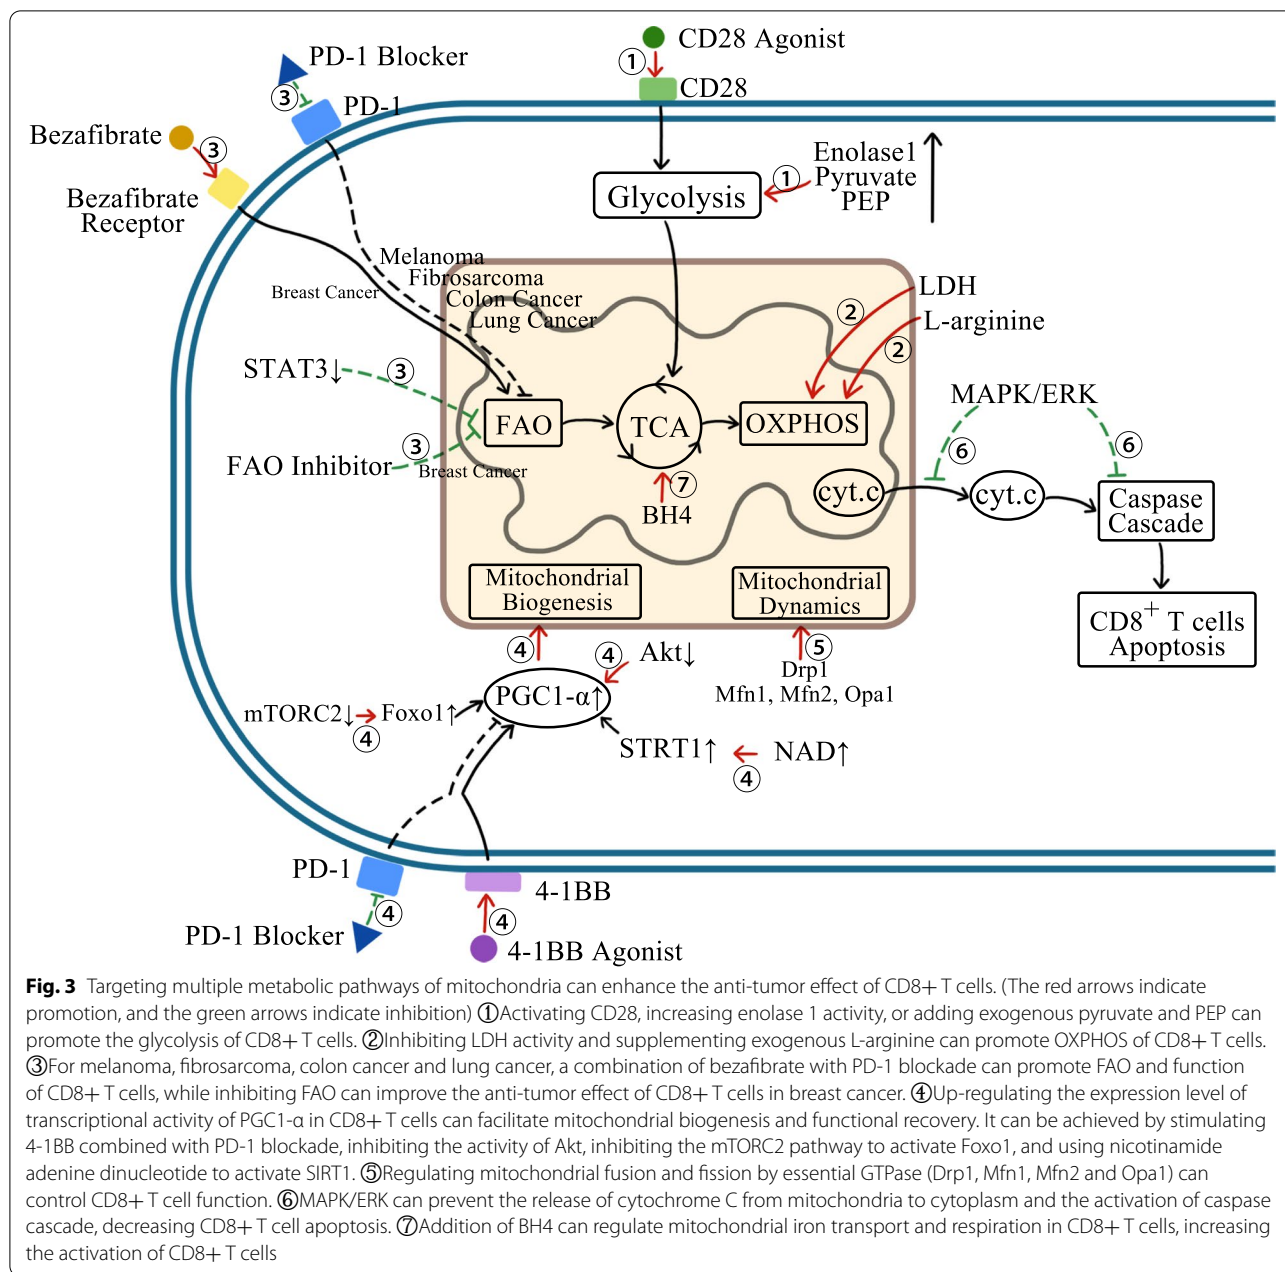 CD28 Agonist
①
CD28
PD-1 Blocker
③
PD-1
Bezafibrate
③
Bezafibrate
Receptor
Enolase1
Pyruvate
PEP
①
Glycolysis
Melanoma
Fibrosarcoma
Colon Cancer
Lung Cancer
Breast Cancer
LDH
②
L-arginine
②
STAT3↓
③
FAO Inhibitor
③
Breast Cancer
FAO
TCA
OXPHOS
⑦
BH4
MAPK/ERK
⑥
⑥
cyt.c
cyt.c
Caspase
Cascade
CD8+ T cells
Apoptosis
Mitochondrial
Biogenesis
Mitochondrial
Dynamics
④
④
Akt↓
⑤
Drp1
Mfn1, Mfn2, Opa1
PGC1-α↑
mTORC2↓
④
Foxo1↑
STRT1↑
④
NAD↑
PD-1
④
PD-1 Blocker
4-1BB
④
4-1BB Agonist
Fig. 3 Targeting multiple metabolic pathways of mitochondria can enhance the anti-tumor effect of CD8+ T cells. (The red arrows indicate
promotion, and the green arrows indicate inhibition) ①Activating CD28, increasing enolase 1 activity, or adding exogenous pyruvate and PEP can
promote the glycolysis of CD8+ T cells. ②Inhibiting LDH activity and supplementing exogenous L-arginine can promote OXPHOS of CD8+ T cells.
③For melanoma, fibrosarcoma, colon cancer and lung cancer, a combination of bezafibrate with PD-1 blockade can promote FAO and function
of CD8+ T cells, while inhibiting FAO can improve the anti-tumor effect of CD8+ T cells in breast cancer. ④Up-regulating the expression level of
transcriptional activity of PGC1-α in CD8+ T cells can facilitate mitochondrial biogenesis and functional recovery. It can be achieved by stimulating
4-1BB combined with PD-1 blockade, inhibiting the activity of Akt, inhibiting the mTORC2 pathway to activate Foxo1, and using nicotinamide
adenine dinucleotide to activate SIRT1. ⑤Regulating mitochondrial fusion and fission by essential GTPase (Drp1, Mfn1, Mfn2 and Opa1) can
control CD8+ T cell function. ⑥MAPK/ERK can prevent the release of cytochrome C from mitochondria to cytoplasm and the activation of caspase
cascade, decreasing CD8+ T cell apoptosis. ⑦Addition of BH4 can regulate mitochondrial iron transport and respiration in CD8+ T cells, increasing
the activation of CD8+ T cells